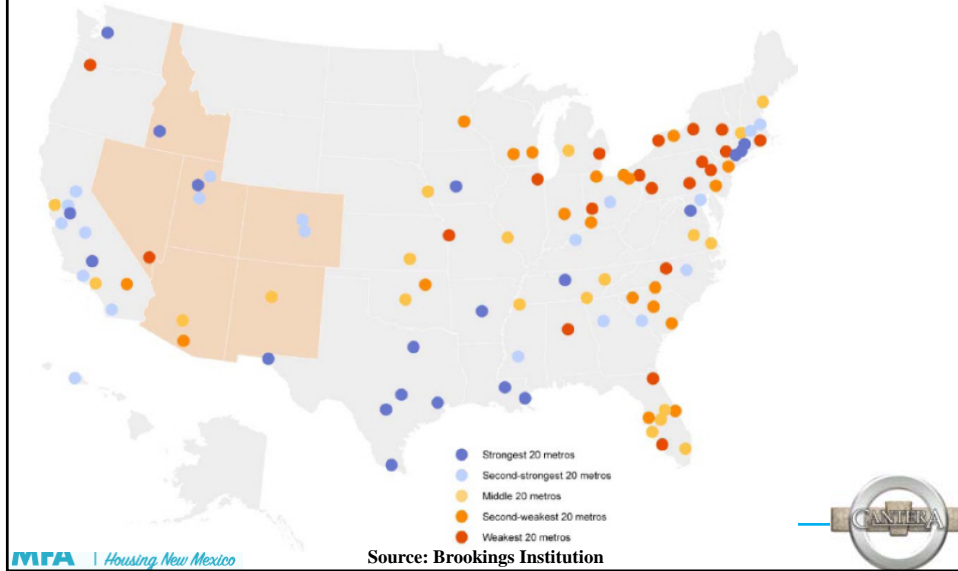 Strongest 20 metros
Second-strongest 20 metros
Middle 20 metros
Second-weakest 20 metros
Weakest 20 metros
CANTERA
MFA | Housing New Mexico
Source: Brookings Institution